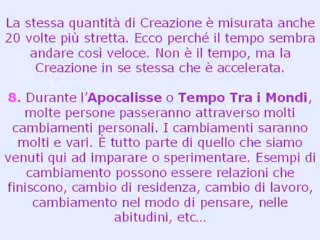 La stessa quantità di Creazione è misurata anche
20 volte più stretta. Ecco perché il tempo sembra
andare così veloce. Non è il tempo, ma la
Creazione in se stessa che è accelerata.
8. Durante l’Apocalisse o Tempo Tra i Mondi,
molte persone passeranno attraverso molti
cambiamenti personali. I cambiamenti saranno
molti e vari. È tutto parte di quello che siamo
venuti qui ad imparare o sperimentare. Esempi di
cambiamento possono essere relazioni che
finiscono, cambio di residenza, cambio di lavoro,
cambiamento nel modo di pensare, nelle
abitudini, etc…